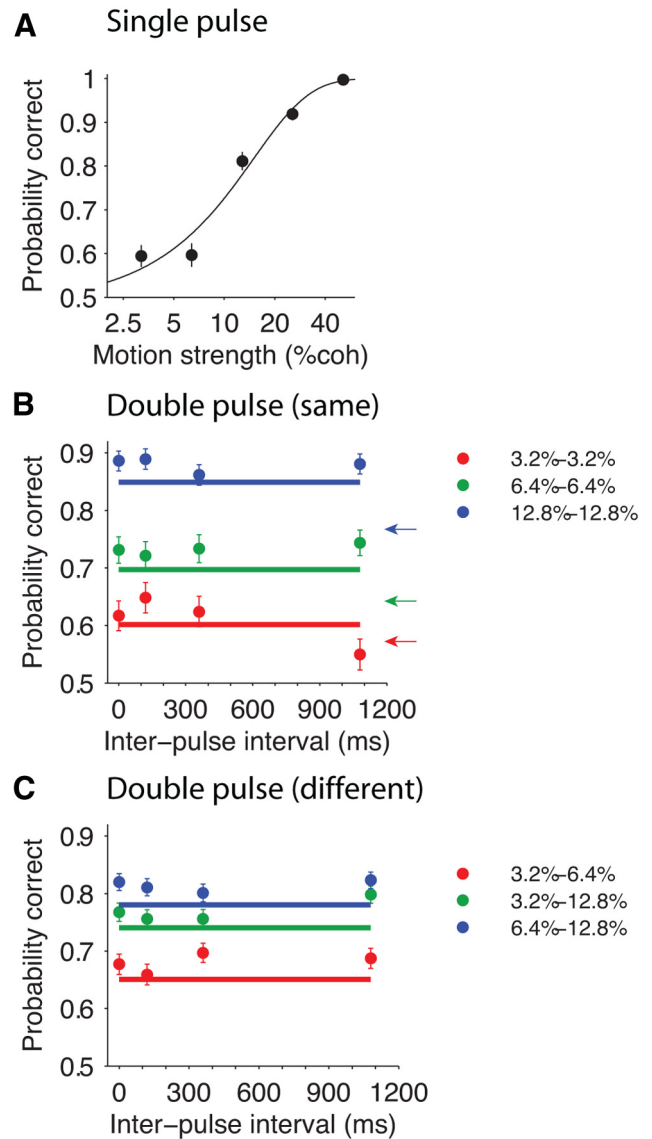 A Single pulse
1
0.9
0.8
0.7
0.6
0.5
Probability correct
2.5 5 10 20 40
Motion strength (%coh)
B Double pulse (same)
0.9
0.8
0.7
0.6
0.5
Probability correct
0 300 600 900 1200
Inter–pulse interval (ms)
3.2%–3.2%
6.4%–6.4%
12.8%–12.8%
C Double pulse (different)
0.9
0.8
0.7
0.6
0.5
Probability correct
0 300 600 900 1200
Inter–pulse interval (ms)
3.2%–6.4%
3.2%–12.8%
6.4%–12.8%